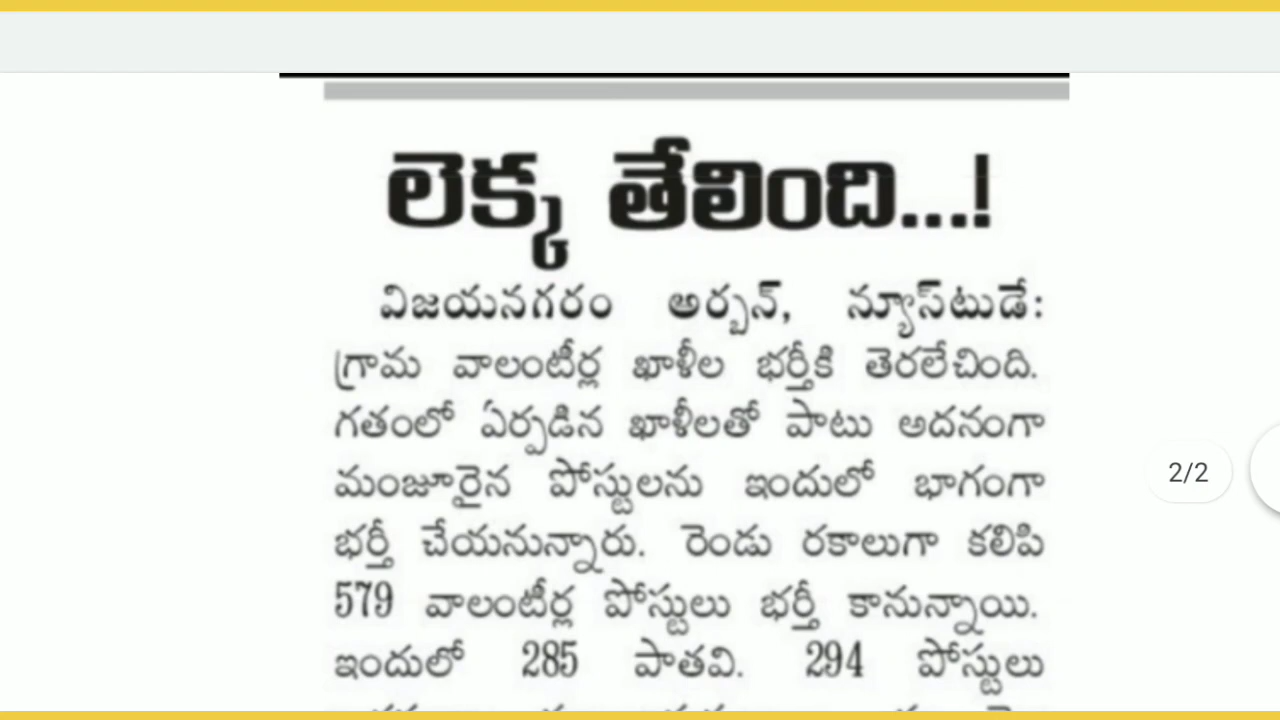 లెక్క తేలింది...!
విజయనగరం అర్బన్, న్యూస్‌టుడే:
గ్రామ వాలంటీర్ల ఖాళీల భర్తీకి తెరలేచింది.
గతంలో ఏర్పడిన ఖాళీలతో పాటు అదనంగా
మంజూరైన పోస్టులను ఇందులో భాగంగా
భర్తీ చేయనున్నారు. రెండు రకాలుగా కలిపి
579 వాలంటీర్ల పోస్టులు భర్తీ కానున్నాయి.
ఇందులో 285 పాతవి. 294 పోస్టులు
2/2